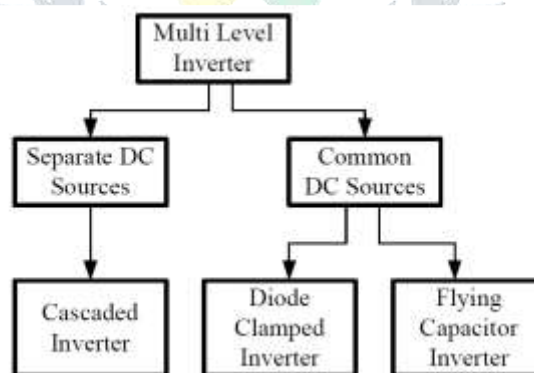 Multi Level
Inverter
Separate DC
Sources
Common
DC Sources
Cascaded
Inverter
Diode
Clamped
Inverter
Flying
Capacitor
Inverter